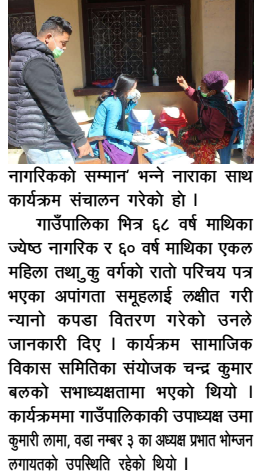 नागरिकको सम्मान' भन्ने नाराका साथ
कार्यक्रम संचालन गरेको हो ।
गाउँपालिका भित्र ६८ वर्ष माथिका
ज्येष्ठ नागरिक र ६० वर्ष माथिका एकल
महिला तथा ु कु वर्गको रातो परिचय पत्र
भएका अपांगता समूहलाई लक्षीत गरी
न्यानो कपडा वितरण गरेको उनले
जानकारी दिए । कार्यक्रम सामाजिक
विकास समितिका संयोजक चन्द्र कुमार
बलको सभाध्यक्षतामा भएको थियो ।
कार्यक्रममा गाउँपालिकाकी उपाध्यक्ष उमा
कुमारी लामा, वडा नम्बर ३ का अध्यक्ष प्रभात भोम्जन
लगायतको उपस्थिति रहेको थियो ।